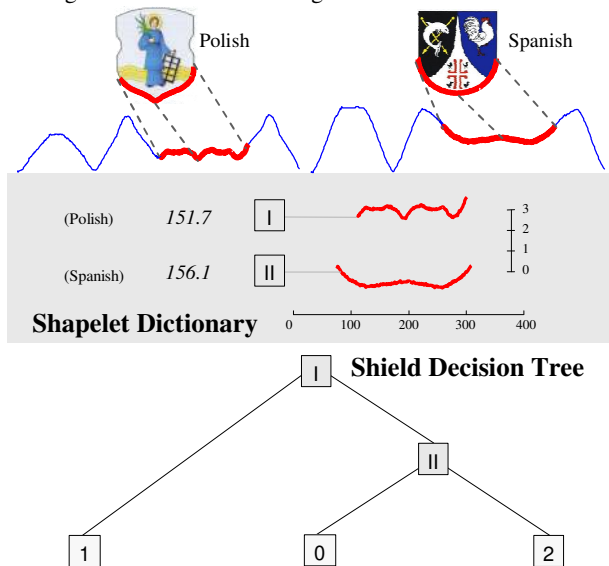 Polish
Spanish
(Polish) 151.7 I
3
2
1
0
(Spanish) 156.1 II
Shapelet Dictionary
0 100 200 300 400
Shield Decision Tree
I
II
1 0 2